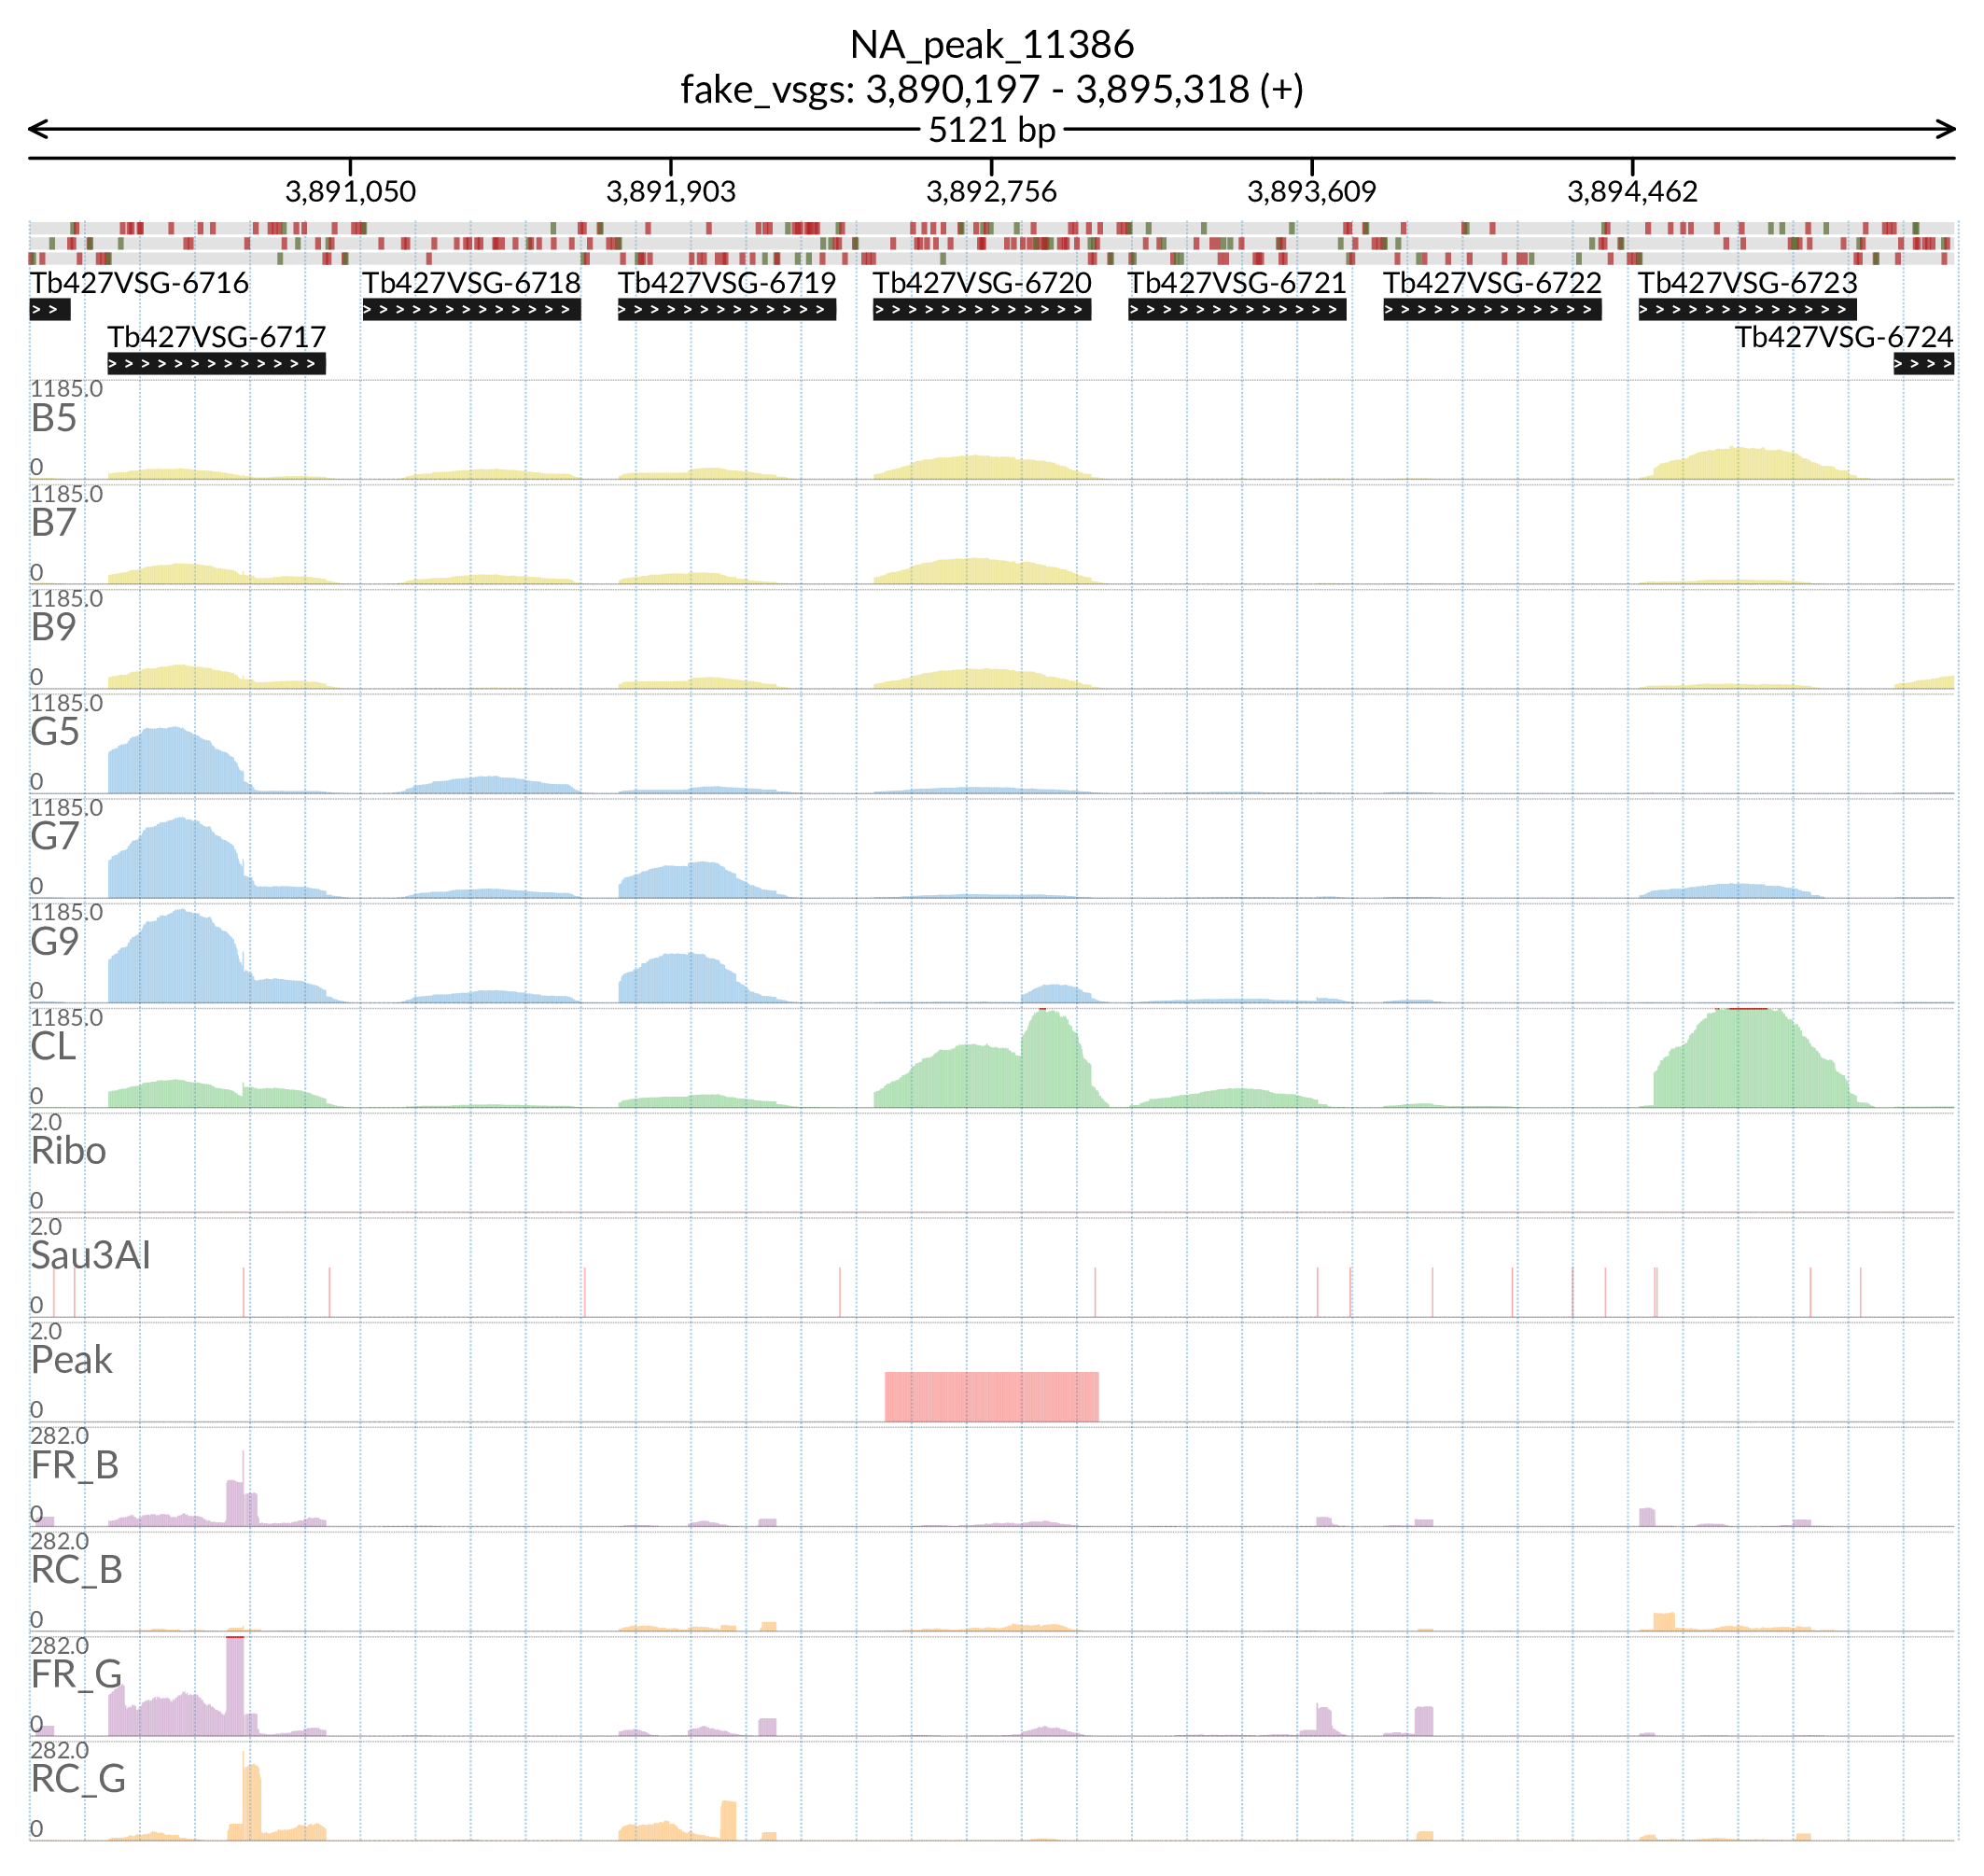 NA_peak_11386
fake_vsgs: 3,890,197 - 3,895,318 (+)
5121 bp
3,891,050 3,891,903 3,892,756 3,893,609 3,894,462
Tb427VSG-6716 Tb427VSG-6718 Tb427VSG-6719 Tb427VSG-6720 Tb427VSG-6721 Tb427VSG-6722 Tb427VSG-6723
Tb427VSG-6717 Tb427VSG-6724
1185.0
B5
0
1185.0
B7
0
1185.0
B9
0
1185.0
G5
0
1185.0
G7
0
1185.0
G9
0
1185.0
CL
0
2.0
Ribo
0
2.0
Sau3AI
0
2.0
Peak
0
282.0
FR_B
0
282.0
RC_B
0
282.0
FR_G
0
282.0
RC_G
0